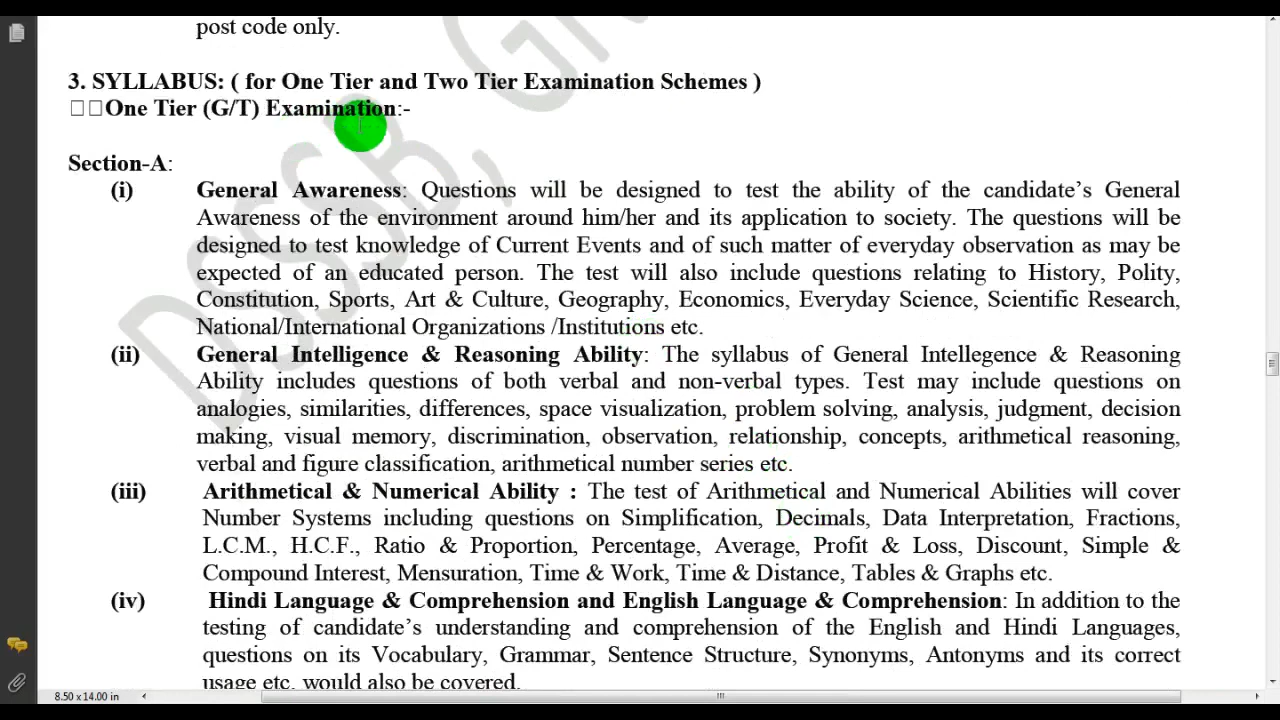 post code only.
3. SYLLABUS: ( for One Tier and Two Tier Examination Schemes )
□□One Tier (G/T) Examination:-
Section-A:
(i) General Awareness: Questions will be designed to test the ability of the candidate’s General
Awareness of the environment around him/her and its application to society. The questions will be
designed to test knowledge of Current Events and of such matter of everyday observation as may be
expected of an educated person. The test will also include questions relating to History, Polity,
Constitution, Sports, Art & Culture, Geography, Economics, Everyday Science, Scientific Research,
National/International Organizations /Institutions etc.
(ii) General Intelligence & Reasoning Ability: The syllabus of General Intellegence & Reasoning
Ability includes questions of both verbal and non-verbal types. Test may include questions on
analogies, similarities, differences, space visualization, problem solving, analysis, judgment, decision
making, visual memory, discrimination, observation, relationship, concepts, arithmetical reasoning,
verbal and figure classification, arithmetical number series etc.
(iii) Arithmetical & Numerical Ability : The test of Arithmetical and Numerical Abilities will cover
Number Systems including questions on Simplification, Decimals, Data Interpretation, Fractions,
L.C.M., H.C.F., Ratio & Proportion, Percentage, Average, Profit & Loss, Discount, Simple &
Compound Interest, Mensuration, Time & Work, Time & Distance, Tables & Graphs etc.
(iv) Hindi Language & Comprehension and English Language & Comprehension: In addition to the
testing of candidate’s understanding and comprehension of the English and Hindi Languages,
questions on its Vocabulary, Grammar, Sentence Structure, Synonyms, Antonyms and its correct
usage etc. would also be covered.
DSSSB,
8.50 x 14.00 in